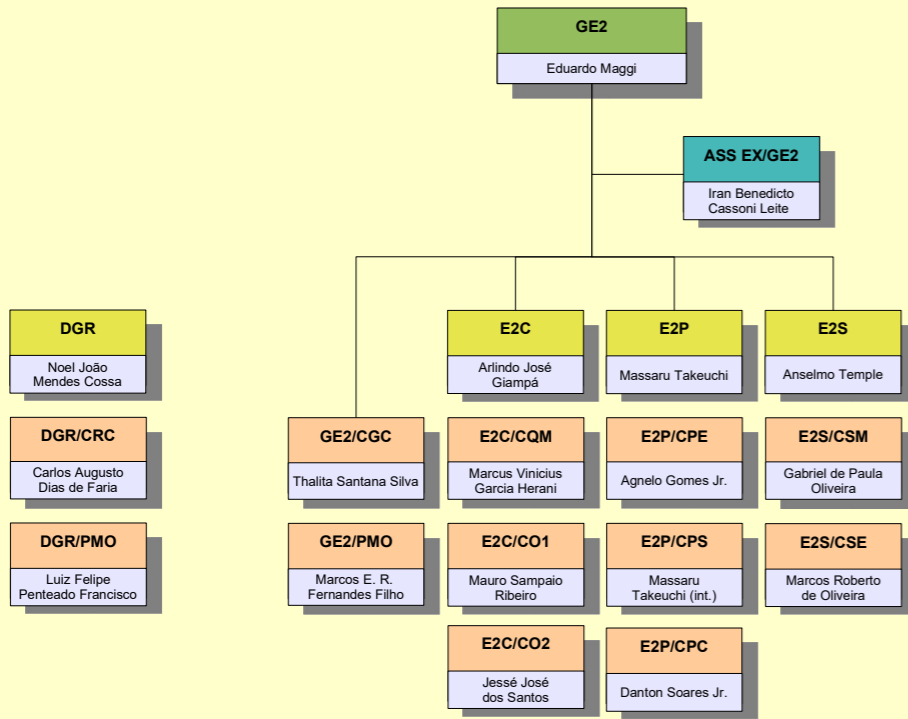 GE2
Eduardo Maggi
ASS EX/GE2
Iran Benedicto
Cassoni Leite
DGR
Noel João
Mendes Cossa
E2C
Arlindo José
Giampá
E2P
Massaru Takeuchi
E2S
Anselmo Temple
DGR/CRC
Carlos Augusto
Dias de Faria
GE2/CGC
Thalita Santana Silva
E2C/CQM
Marcus Vinicius
Garcia Herani
E2P/CPE
Agnelo Gomes Jr.
E2S/CSM
Gabriel de Paula
Oliveira
DGR/PMO
Luiz Felipe
Penteado Francisco
GE2/PMO
Marcos E. R.
Fernandes Filho
E2C/CO1
Mauro Sampaio
Ribeiro
E2P/CPS
Massaru
Takeuchi (int.)
E2S/CSE
Marcos Roberto
de Oliveira
E2C/CO2
Jessé José
dos Santos
E2P/CPC
Danton Soares Jr.